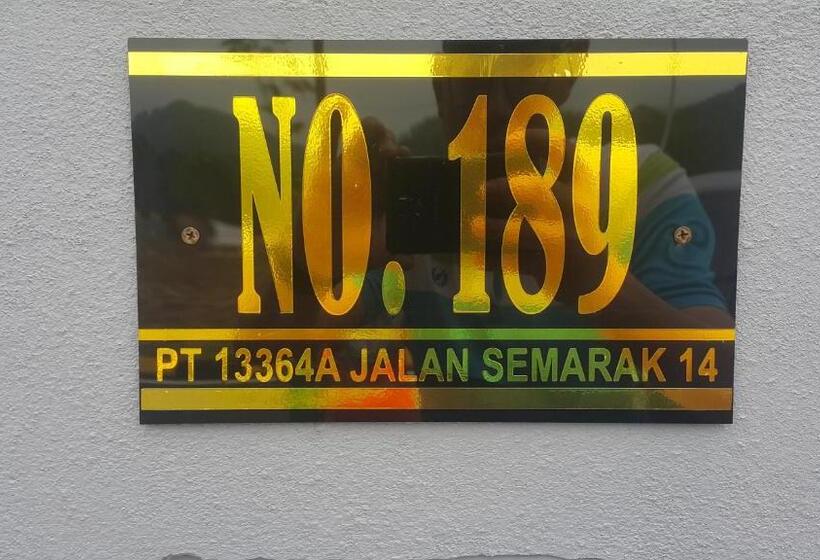 NO. 189
PT 13364A JALAN SEMARAK 14